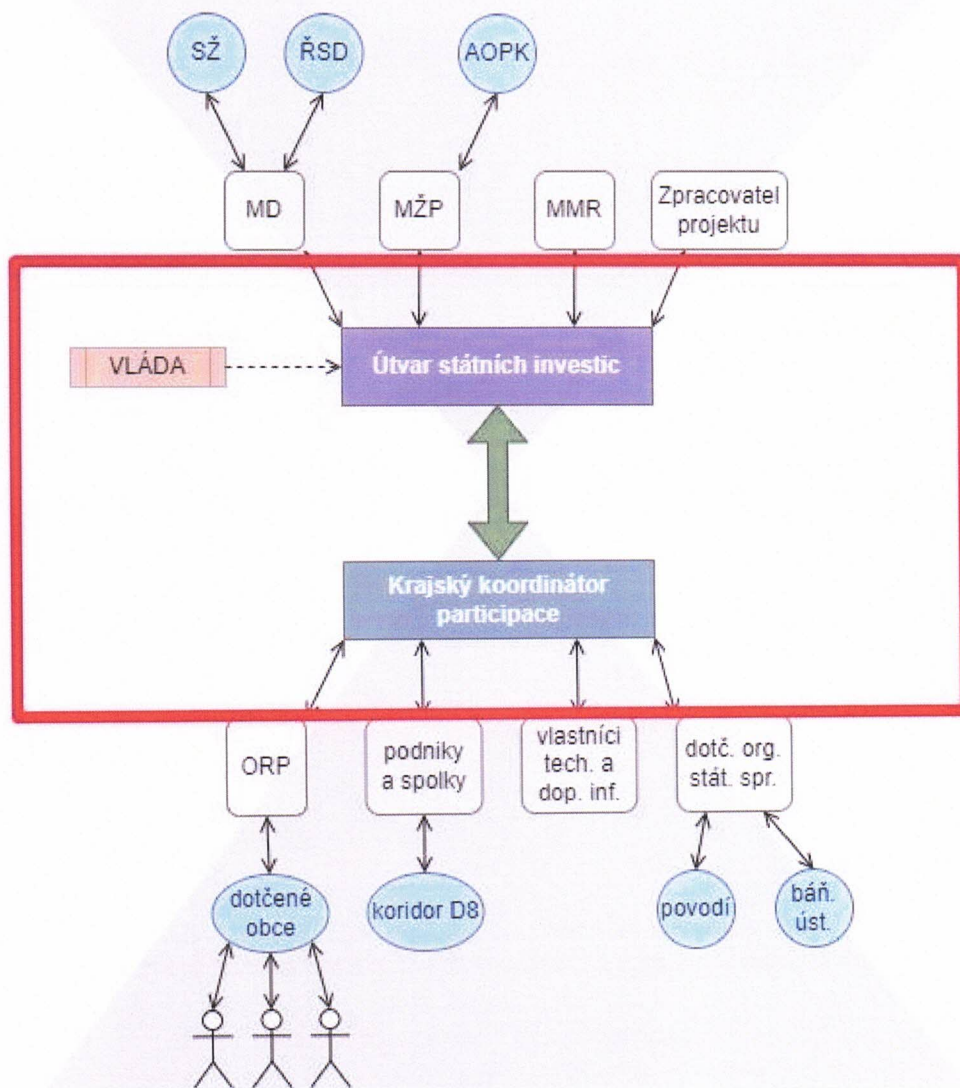 SŽ
ŘSD
AOPK
MD
MŽP
MMR
Zpracovatel
projektu
VLÁDA
Útvar státních investic
Krajský koordinátor
participace
ORP
podniky
a spolky
vlastníci
tech. a
dop. inf.
dotč. org.
stát. spr.
dotčené
obce
koridor D8
povodí
báň.
úst.